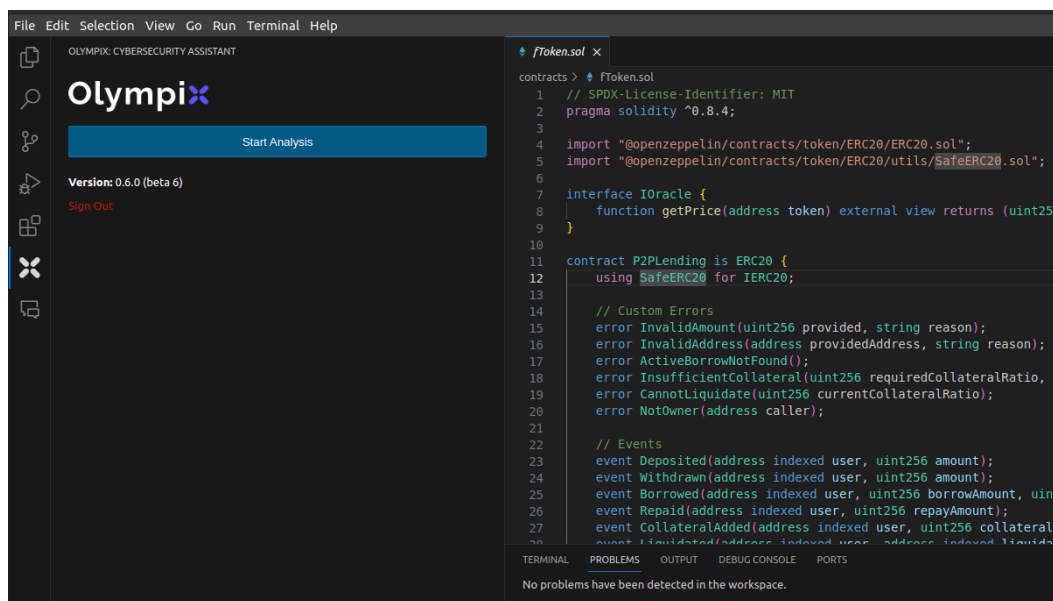 File Edit Selection View Go Run Terminal Help
OLYMPIX: CYBERSECURITY ASSISTANT
Olympix
Start Analysis
Version: 0.6.0 (beta 6)
Sign Out
fToken.sol ×
contracts > fToken.sol
1 // SPDX-License-Identifier: MIT
2 pragma solidity ^0.8.4;
3
4 import "@openzeppelin/contracts/token/ERC20/ERC20.sol";
5 import "@openzeppelin/contracts/token/ERC20/utils/SafeERC20.sol";
6
7 interface IOracle {
8 function getPrice(address token) external view returns (uint25
9 }
10
11 contract P2PLending is ERC20 {
12 using SafeERC20 for IERC20;
13
14 // Custom Errors
15 error InvalidAmount(uint256 provided, string reason);
16 error InvalidAddress(address providedAddress, string reason);
17 error ActiveBorrowNotFound();
18 error InsufficientCollateral(uint256 requiredCollateralRatio,
19 error CannotLiquidate(uint256 currentCollateralRatio);
20 error NotOwner(address caller);
21
22 // Events
23 event Deposited(address indexed user, uint256 amount);
24 event Withdrawn(address indexed user, uint256 amount);
25 event Borrowed(address indexed user, uint256 borrowAmount, uin
26 event Repaid(address indexed user, uint256 repayAmount);
27 event CollateralAdded(address indexed user, uint256 collateral
28 event Liquidated(address indexed user, address indexed liquida
TERMINAL PROBLEMS OUTPUT DEBUG CONSOLE PORTS
No problems have been detected in the workspace.